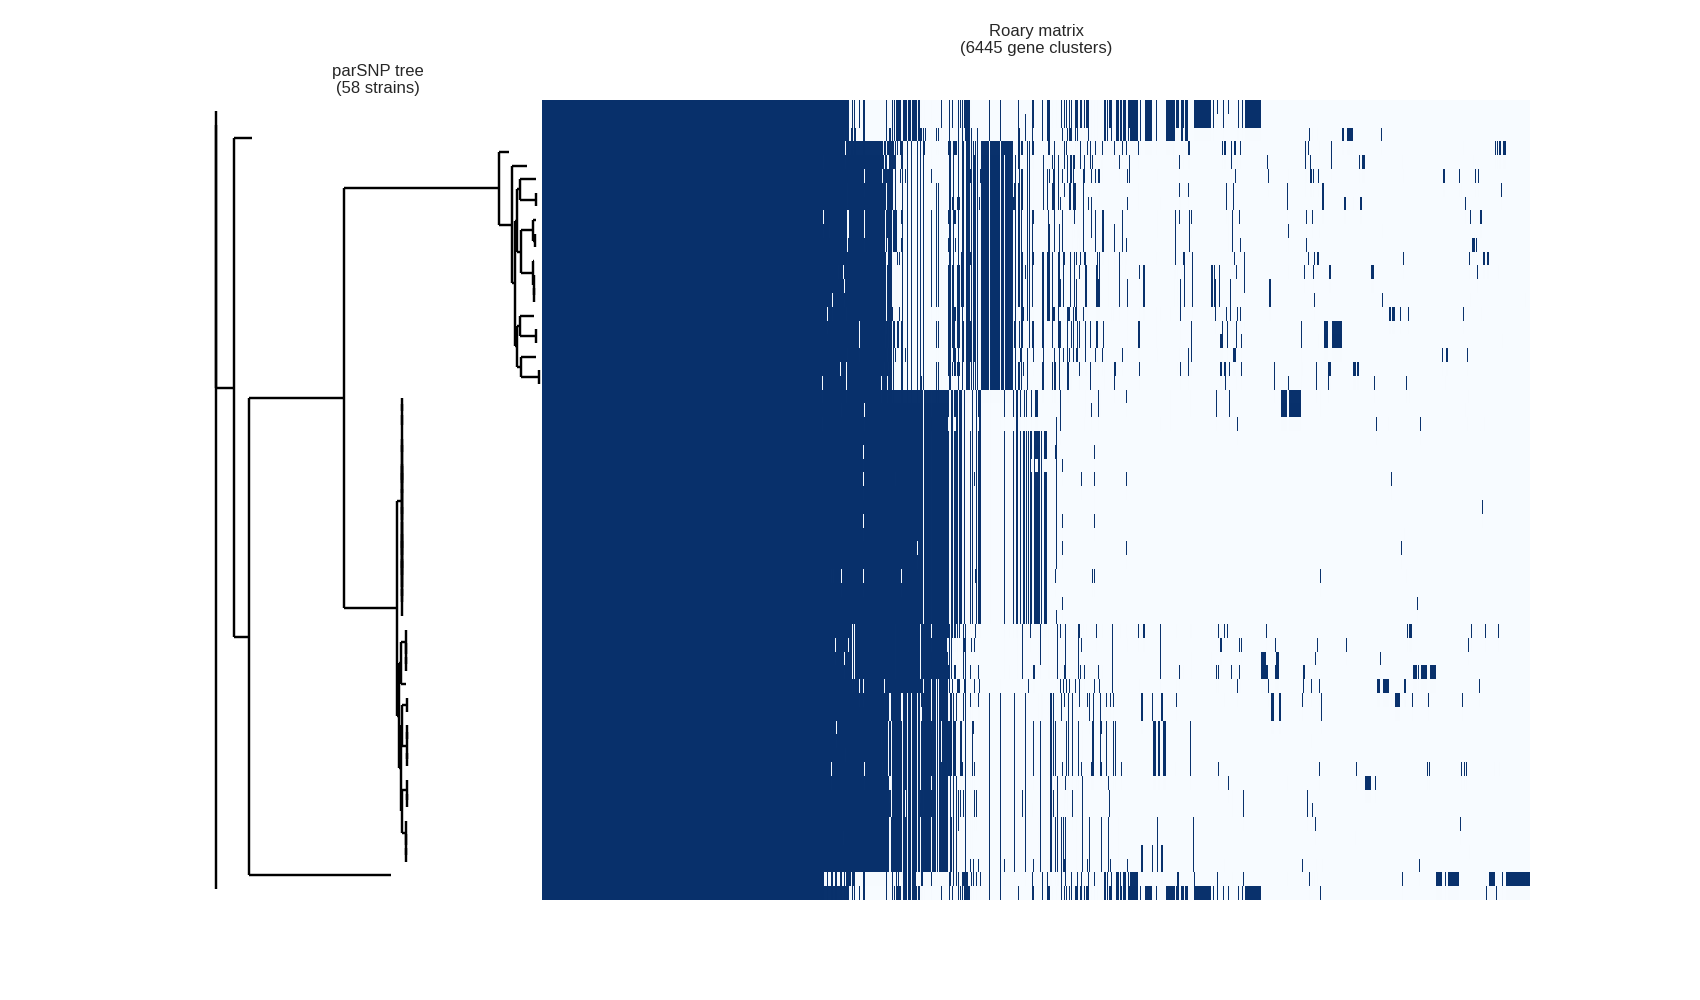 Roary matrix
(6445 gene clusters)
parSNP tree
(58 strains)